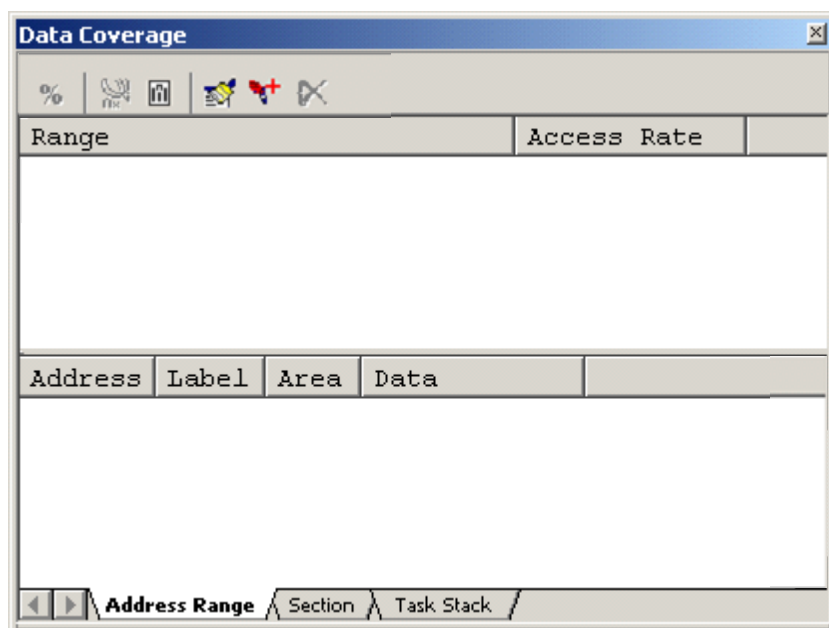 Data Coverage
%
Range Access Rate
Address Label Area Data
Address Range Section Task Stack